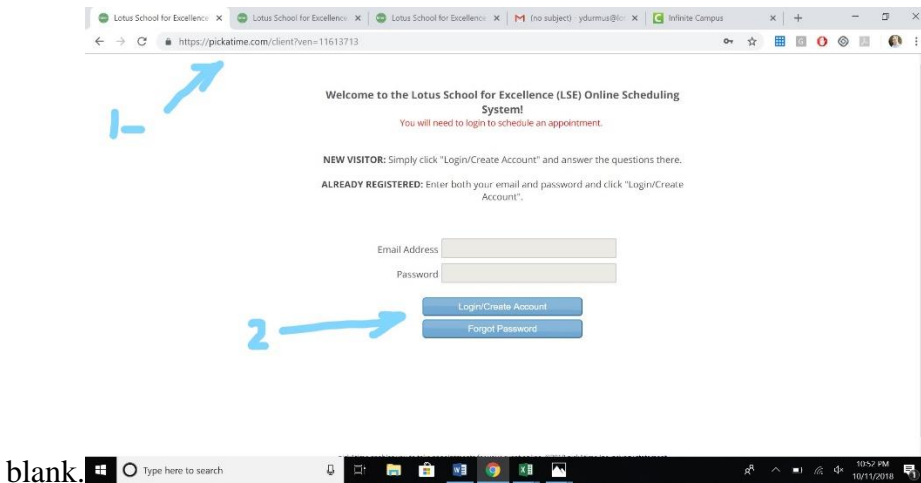 Lotus School for Excellence
Lotus School for Excellence
Lotus School for Excellence
(no subject) - ydurmus@lo
Infinite Campus
https://pickatime.com/client?ven=11613713
1-
Welcome to the Lotus School for Excellence (LSE) Online Scheduling
System!
You will need to login to schedule an appointment.
NEW VISITOR: Simply click "Login/Create Account" and answer the questions there.
ALREADY REGISTERED: Enter both your email and password and click "Login/Create
Account".
Email Address
Password
Login/Create Account
2
Forgot Password
blank.
Type here to search
10:52 PM
10/11/2018